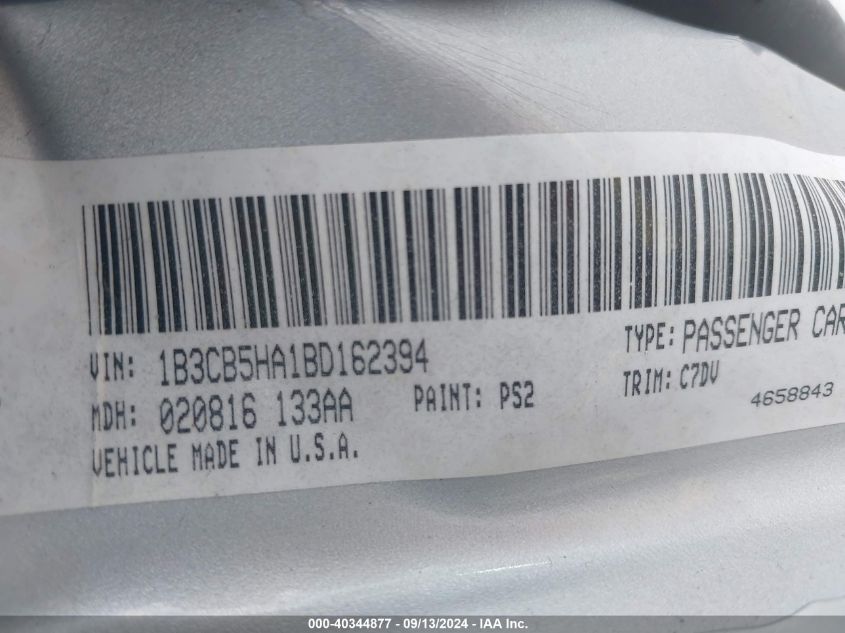 VIN: 1B3CB5HA1BD162394
TYPE: PASSENGER CAR
MDH: 020816 133AA
PAINT: PS2
TRIM: C7DV
VEHICLE MADE IN U.S.A.
4658843
000-40344877 - 09/13/2024 - IAA Inc.